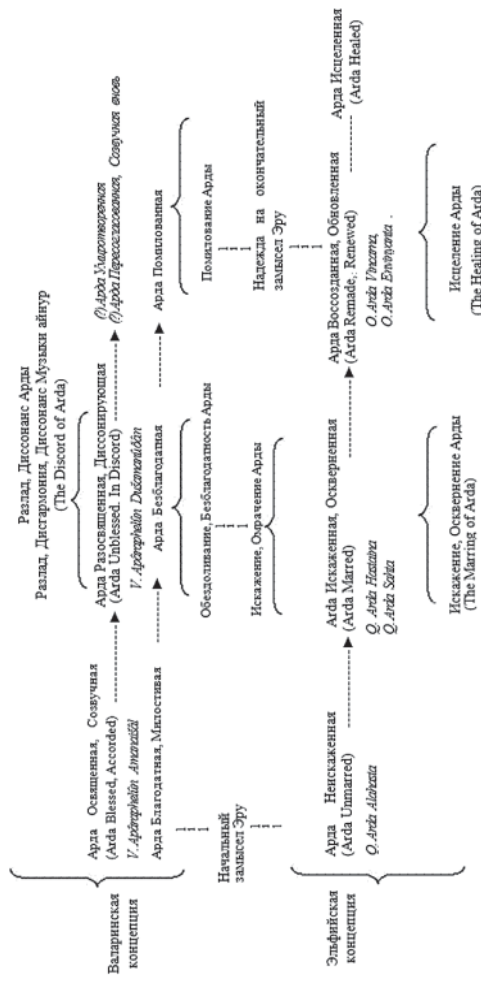 Разлад, Диссонанс Арды
Разлад, Дисгармония, Диссонанс Музыки айнур
(The Discord of Arda)
Валаринская
концепция
Арда Освященная, Созвучная
(Arda Blessed, Accorded)
V. Apāraphelūn Amanaišāl
Арда Благодатная, Милостивая
Арда Разосвященная, Диссонирующая
(Arda Unblessed. In Discord)
V. Apāraphelūn Dušamanūđān
Арда Безблагодатная
(?)Арда Умиротворенная
(?)Арда Пересогласованная, Созвучная вновь
Арда Помилованная
Начальный
замысел Эру
Обездоливание, Безблагодатность Арды
Искажение, Омрачение Арды
Помилование Арды
Надежда на окончательный
замысел Эру
Эльфийская
концепция
Арда Неискаженная
(Arda Unmarred)
Q. Arda Alahasta
Arda Искаженная, Оскверненная
(Arda Marred)
Q. Arda Hastaina
Q. Arda Sahta
Арда Воссозданная, Обновленная
(Arda Remade, Renewed)
Q. Arda Vincarna,
Q. Arda Envinyanta .
Арда Исцеленная
(Arda Healed)
Искажение, Осквернение Арды
(The Marring of Arda)
Исцеление Арды
(The Healing of Arda)